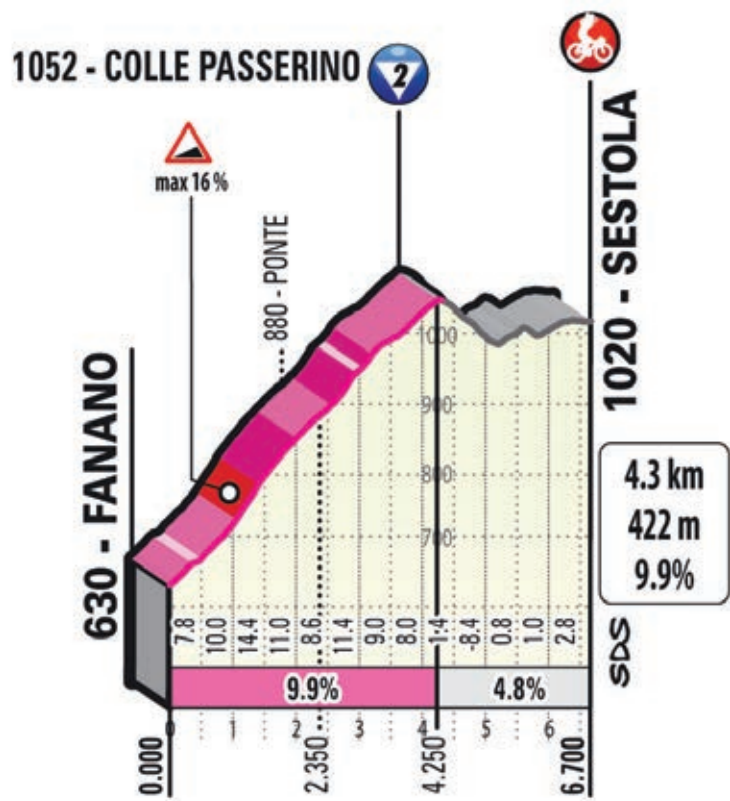 1052 - COLLE PASSERINO
2
max 16%
880 - PONTE
630 - FANANO
1020 - SESTOLA
1000
900
800
700
4.3 km
422 m
9.9%
7.8 10.0 14.4 11.0 8.6 11.4 9.0 8.0 1.4 -8.4 0.8 1.0 2.8
9.9% 4.8%
0 1 2 3 4 5 6
0.000 2.350 4.250 6.700
SDS